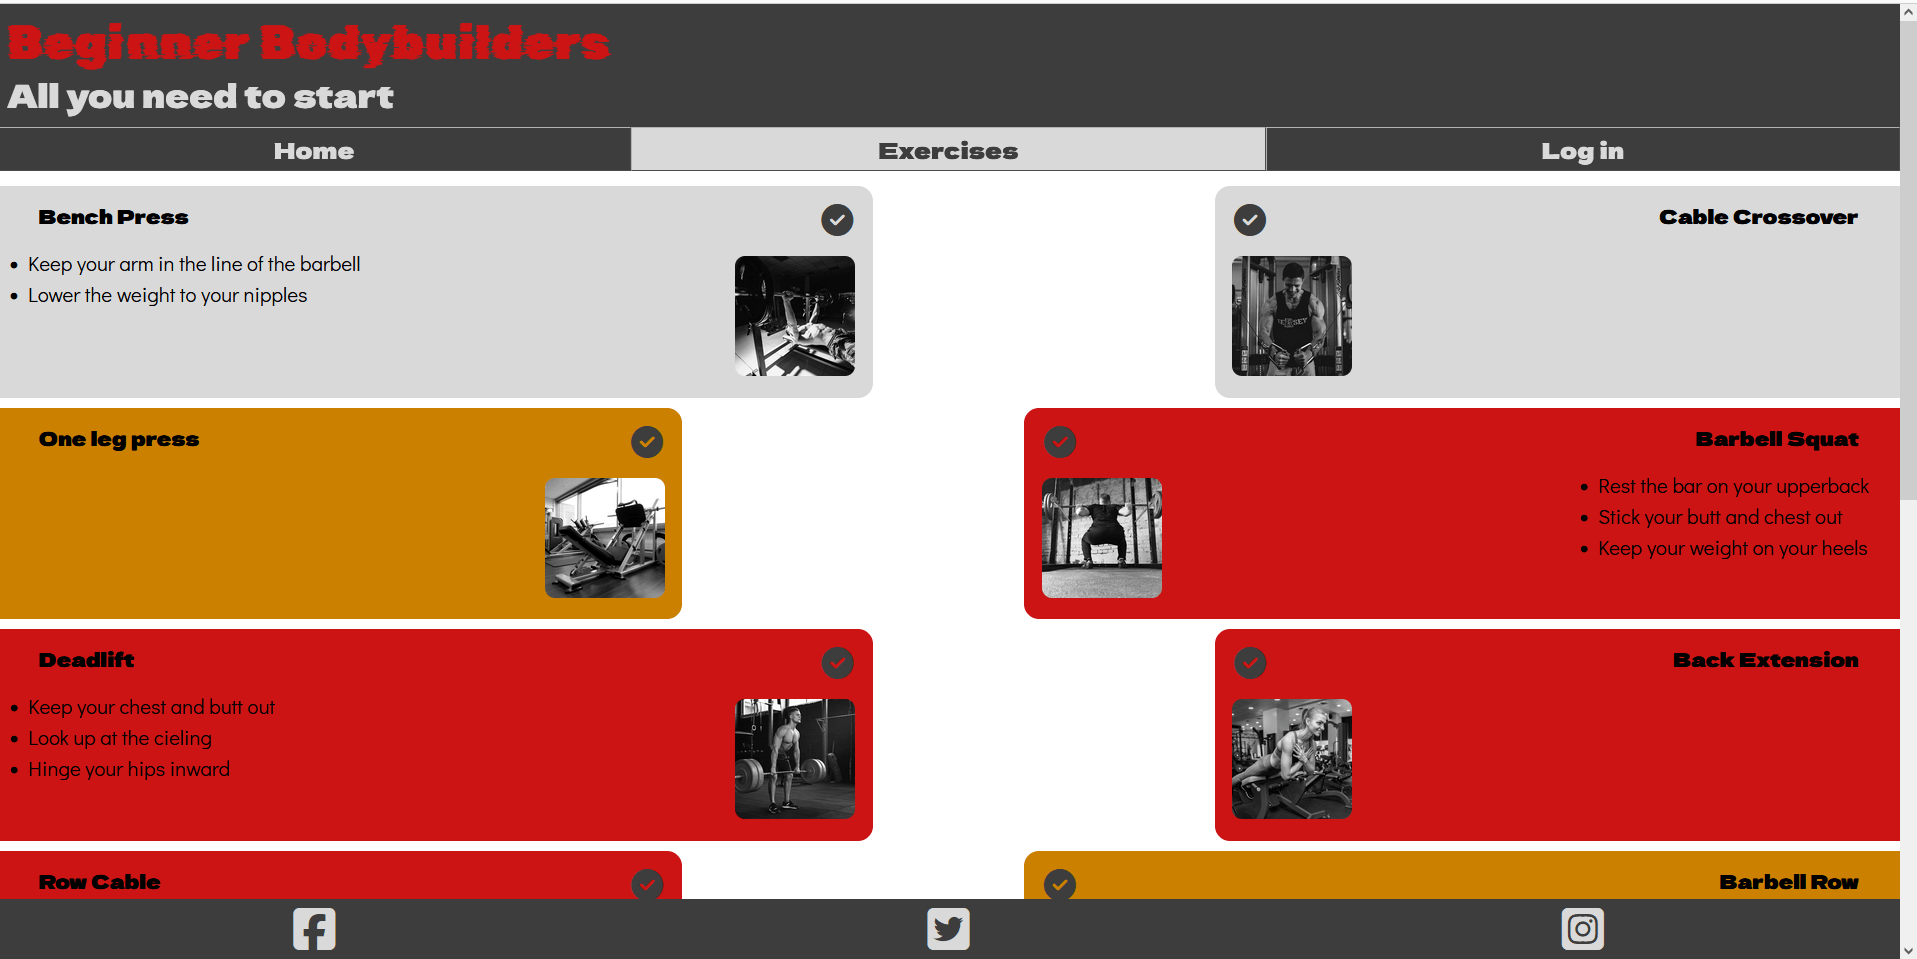 Beginner Bodybuilders
All you need to start
Home
Exercises
Log in
Bench Press
Keep your arm in the line of the barbell
Lower the weight to your nipples
Cable Crossover
One leg press
Barbell Squat
Rest the bar on your upperback
Stick your butt and chest out
Keep your weight on your heels
Deadlift
Keep your chest and butt out
Look up at the cieling
Hinge your hips inward
Back Extension
Row Cable
Barbell Row